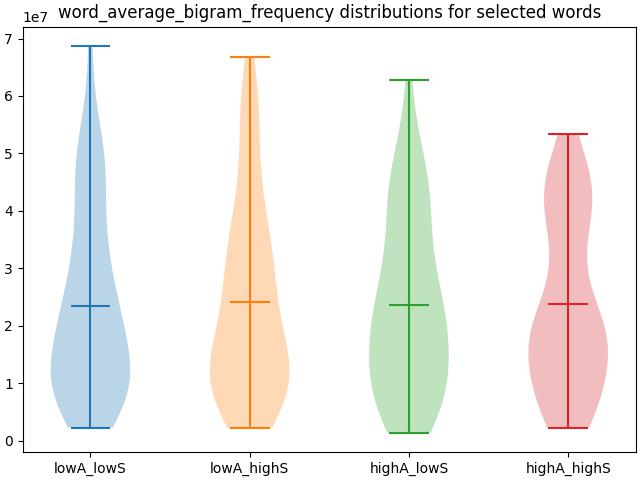 word_average_bigram_frequency distributions for selected words
1e7
7
6
5
4
3
2
1
0
lowA_lowS lowA_highS highA_lowS highA_highS